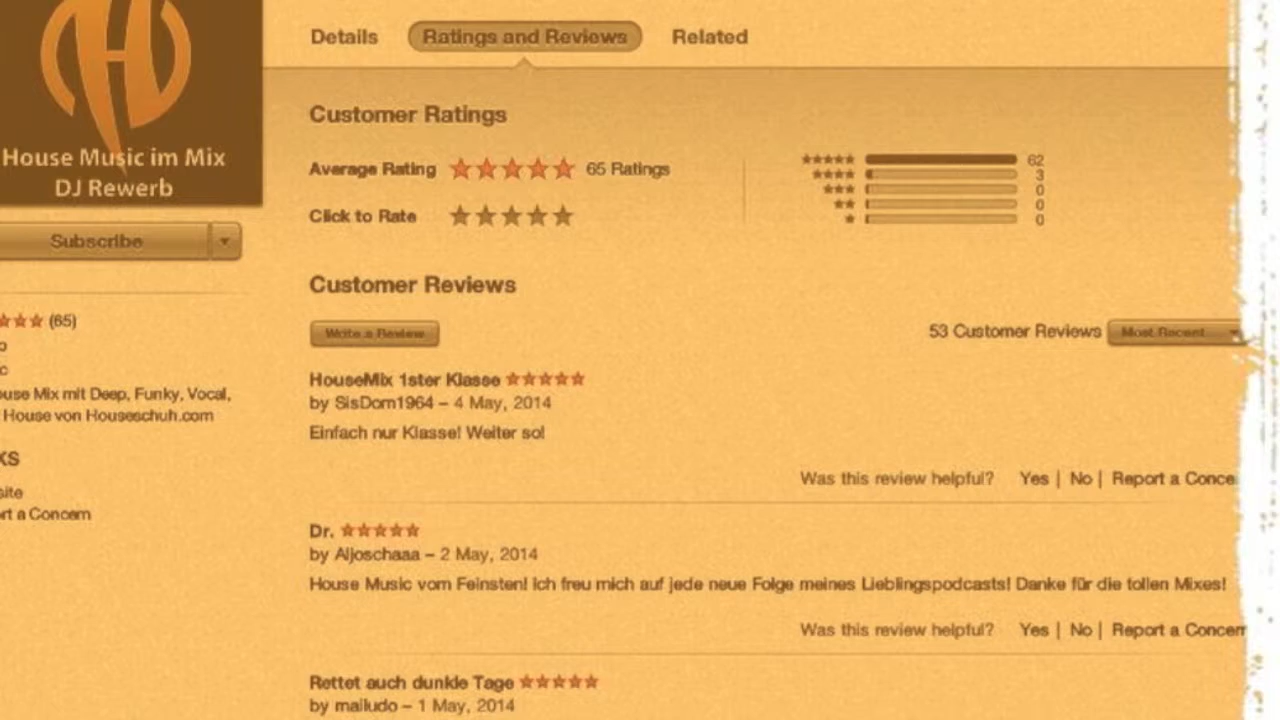 Details Ratings and Reviews Related
Customer Ratings
House Music im Mix
DJ Rewerb
Average Rating ★★★★★ 65 Ratings
★★★★★ 62
★★★★ 3
★★★ 0
★★ 0
★ 0
Click to Rate ★★★★★
Subscribe
Customer Reviews
★★★ (65)
Write a Review
53 Customer Reviews Most Recent
House Mix mit Deep, Funky, Vocal,
House von Houseschuh.com
HouseMix 1ster Klasse ★★★★★
by SisDom1964 – 4 May, 2014
Einfach nur Klasse! Weiter so!
Was this review helpful? Yes | No | Report a Conce
rt a Concern
Dr. ★★★★★
by Aljoschaaa – 2 May, 2014
House Music vom Feinsten! Ich freu mich auf jede neue Folge meines Lieblingspodcasts! Danke für die tollen Mixes!
Was this review helpful? Yes | No | Report a Concern
Rettet auch dunkle Tage ★★★★★
by mailudo – 1 May, 2014